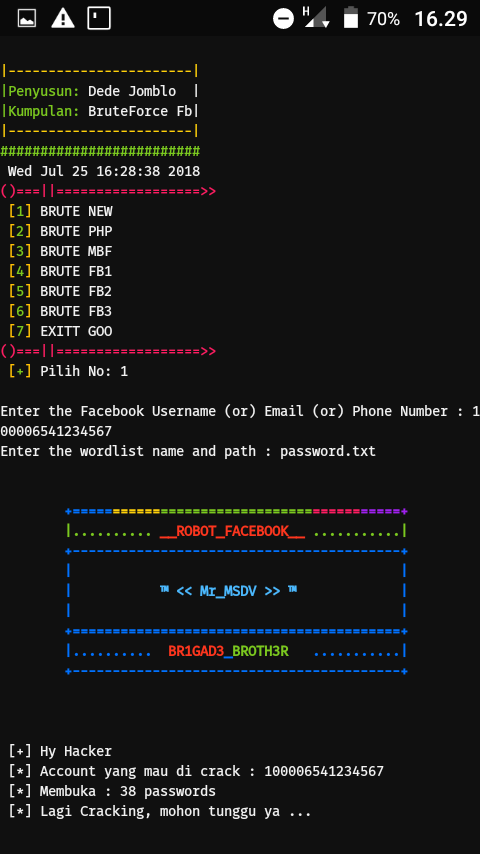 H 70% 16.29
|-----------------------|
|Penyusun: Dede Jomblo  |
|Kumpulan: BruteForce Fb|
|-----------------------|
#########################
Wed Jul 25 16:28:38 2018
()===||==================>>
[1] BRUTE NEW
[2] BRUTE PHP
[3] BRUTE MBF
[4] BRUTE FB1
[5] BRUTE FB2
[6] BRUTE FB3
[7] EXITT GOO
()===||==================>>
[+] Pilih No: 1
Enter the Facebook Username (or) Email (or) Phone Number : 1
00006541234567
Enter the wordlist name and path : password.txt
+=========================================+
|.......... __ROBOT_FACEBOOK__ ...........|
+-----------------------------------------+
|                                         |
|           ™ << Mr_MSDV >> ™             |
|                                         |
+=========================================+
|..........  BR1GAD3_BROTH3R   ...........|
+-----------------------------------------+
[+] Hy Hacker
[*] Account yang mau di crack : 100006541234567
[*] Membuka : 38 passwords
[*] Lagi Cracking, mohon tunggu ya ...